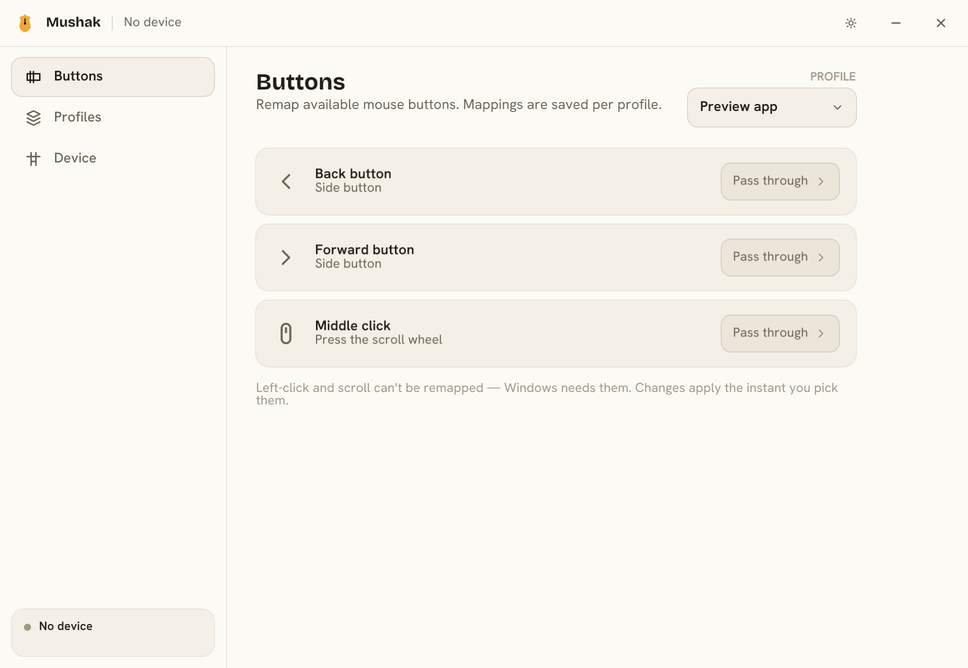 Mushak
No device
Buttons
Profiles
Device
No device
Buttons
Remap available mouse buttons. Mappings are saved per profile.
PROFILE
Preview app
Back button
Side button
Pass through
Forward button
Side button
Pass through
Middle click
Press the scroll wheel
Pass through
Left-click and scroll can't be remapped — Windows needs them. Changes apply the instant you pick
them.